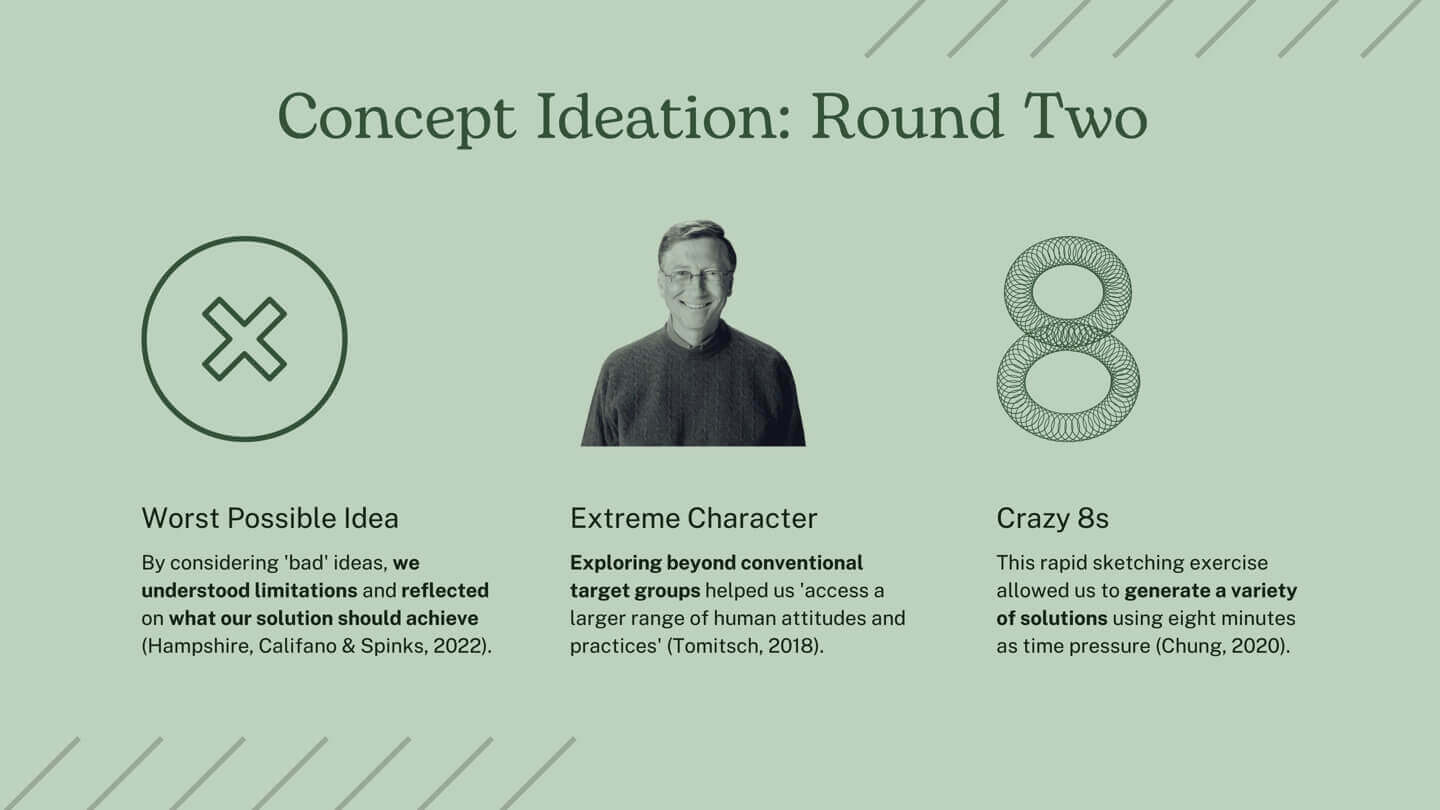 Concept Ideation: Round Two
8
Worst Possible Idea
By considering 'bad' ideas, we
understood limitations and reflected
on what our solution should achieve
(Hampshire, Califano & Spinks, 2022).
Extreme Character
Exploring beyond conventional
target groups helped us 'access a
larger range of human attitudes and
practices' (Tomitsch, 2018).
Crazy 8s
This rapid sketching exercise
allowed us to generate a variety
of solutions using eight minutes
as time pressure (Chung, 2020).